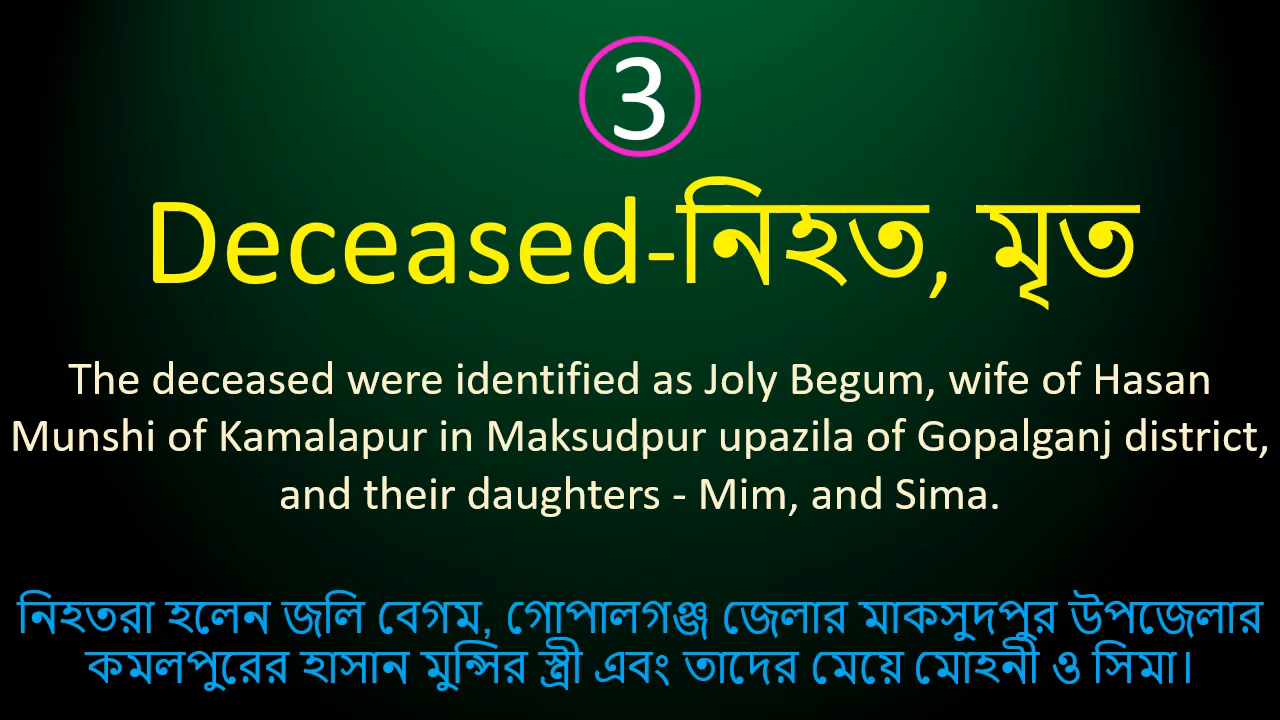 3
Deceased-নিহত, মৃত
The deceased were identified as Joly Begum, wife of Hasan
Munshi of Kamalapur in Maksudpur upazila of Gopalganj district,
and their daughters - Mim, and Sima.
নিহতরা হলেন জলি বেগম, গোপালগঞ্জ জেলার মাকসুদপুর উপজেলার
কমলপুরের হাসান মুন্সির স্ত্রী এবং তাদের মেয়ে মোহনী ও সিমা।